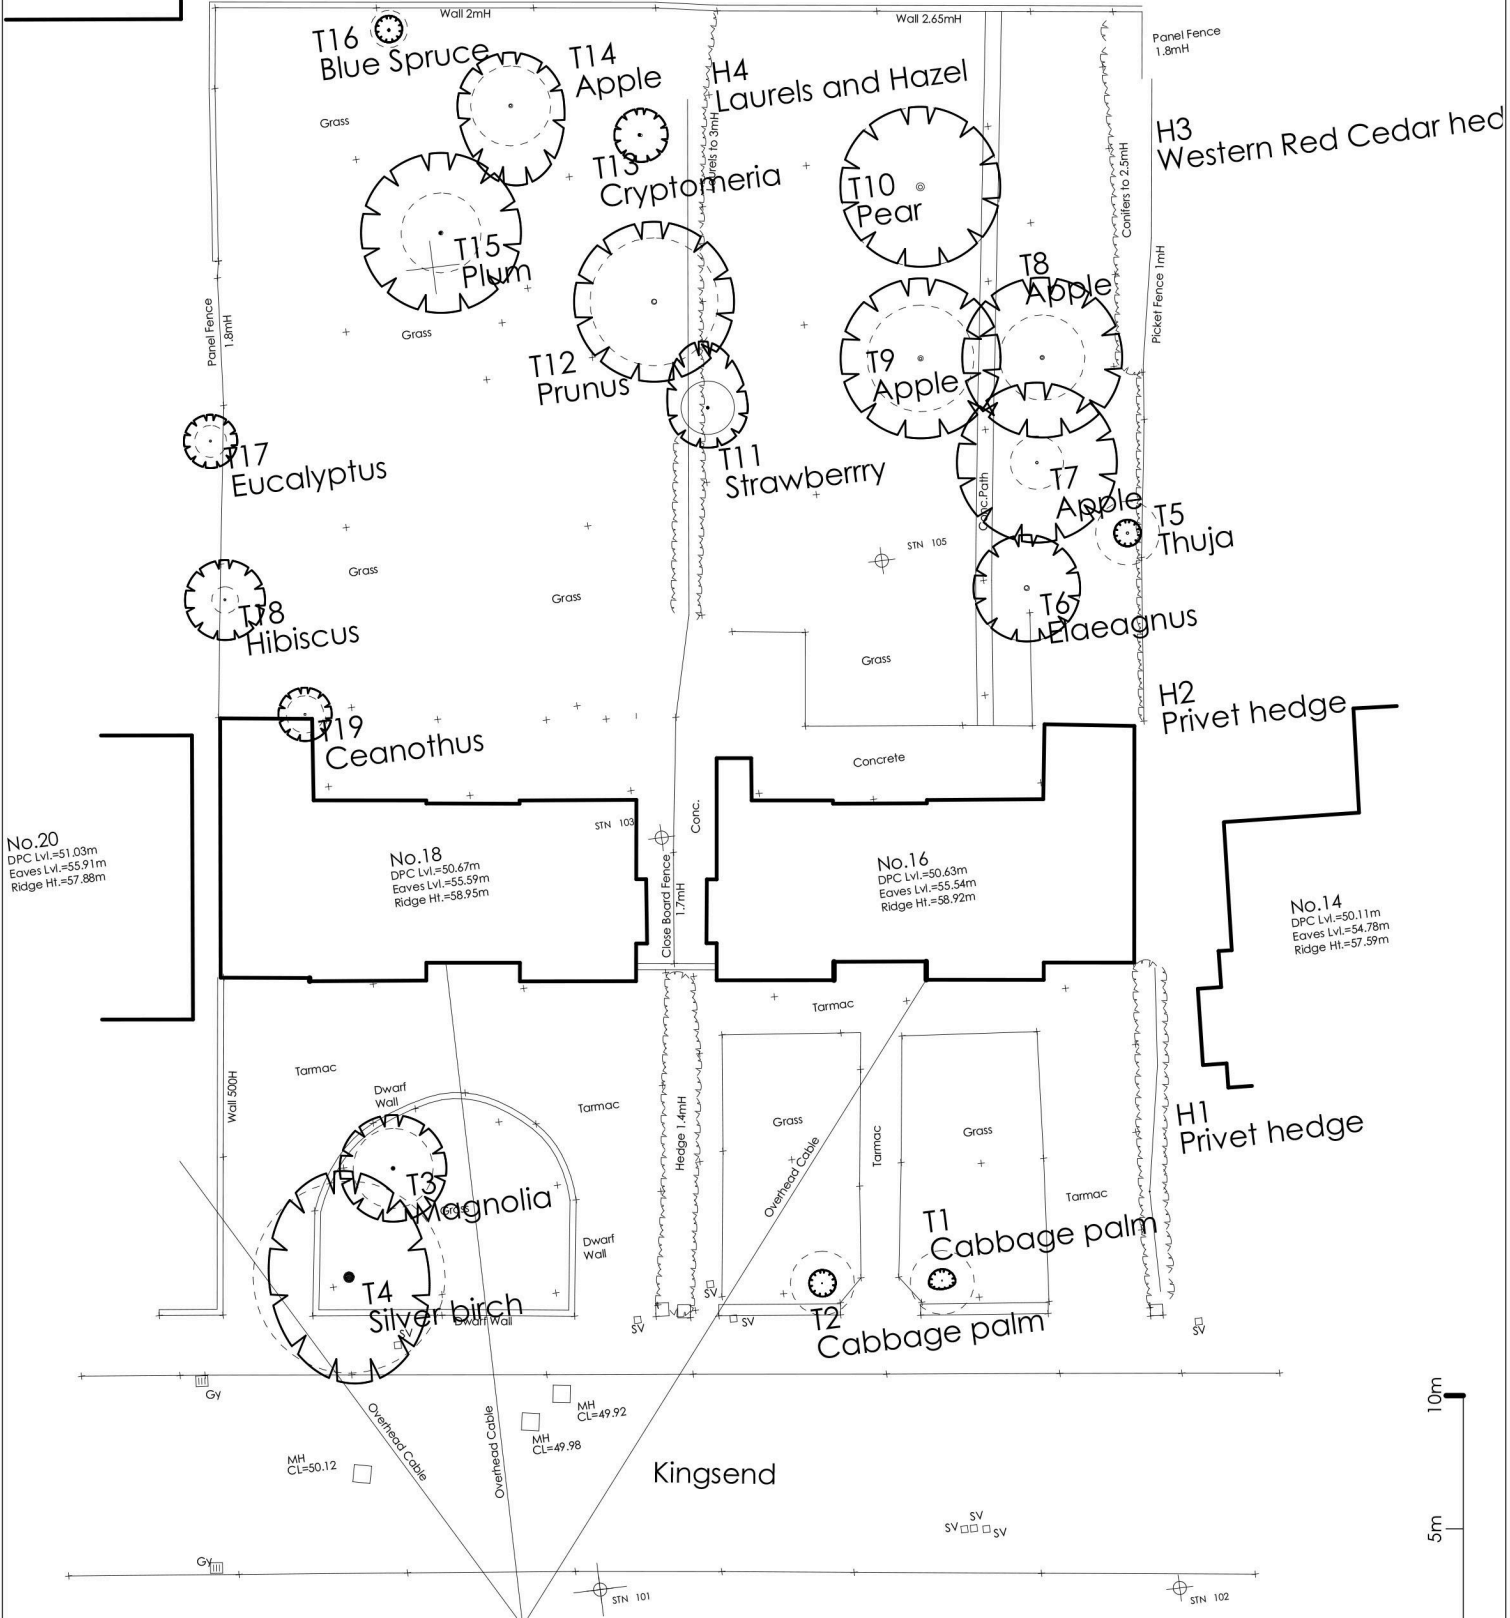 Wall 2mH
Wall 2.65mH
Panel Fence
1.8mH
T16
Blue Spruce
T14
Apple
H4
Laurels and Hazel
Grass
H3
Western Red Cedar hed
T13
Cryptomeria
Laurels to 3mH
T10
Pear
Conifers to 2.5mH
T15
Plum
T8
Apple
Picket Fence 1mH
Panel Fence
1.8mH
Grass
T12
Prunus
T9
Apple
T11
Strawberrry
T17
Eucalyptus
T7
Apple
Conc.Path
T5
Thuja
STN 105
Grass
Grass
T18
Hibiscus
T6
Elaeagnus
Grass
H2
Privet hedge
T19
Ceanothus
Concrete
STN 103
Conc.
No.20
DPC Lvl.=51.03m
Eaves Lvl.=55.91m
Ridge Ht.=57.88m
No.18
DPC Lvl.=50.67m
Eaves Lvl.=55.59m
Ridge Ht.=58.95m
Close Board Fence
1.7mH
No.16
DPC Lvl.=50.63m
Eaves Lvl.=55.54m
Ridge Ht.=58.92m
No.14
DPC Lvl.=50.11m
Eaves Lvl.=54.78m
Ridge Ht.=57.59m
Tarmac
Tarmac
Wall 500H
Dwarf
Wall
Tarmac
Hedge 1.4mH
Grass
Overhead Cable
Tarmac
Grass
H1
Privet hedge
Tarmac
T3
Magnolia
Grass
Dwarf
Wall
T1
Cabbage palm
T4
Silver birch
Dwarf Wall
SV
SV
SV
SV
T2
Cabbage palm
SV
Gy
MH
CL=49.92
MH
CL=49.98
MH
CL=50.12
Overhead Cable
Overhead Cable
Kingsend
10m
5m
SV
SV
SV
Gy
STN 101
STN 102